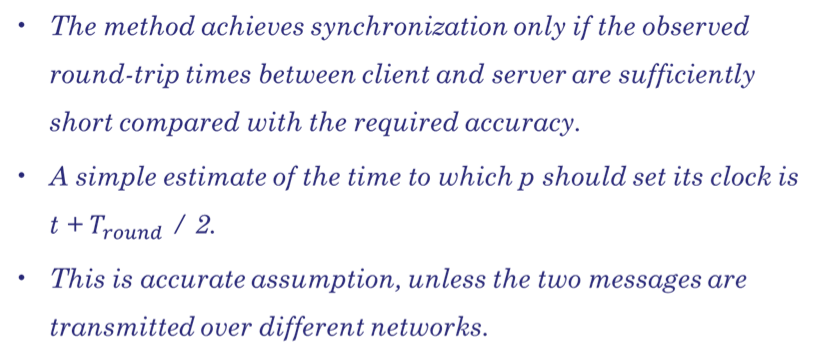 • The method achieves synchronization only if the observed
round-trip times between client and server are sufficiently
short compared with the required accuracy.
• A simple estimate of the time to which p should set its clock is
t + T_round / 2.
• This is accurate assumption, unless the two messages are
transmitted over different networks.